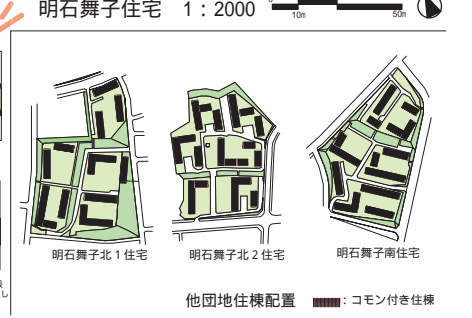 明石舞子住宅 1：2000
10m 50m
明石舞子北1住宅 明石舞子北2住宅 明石舞子南住宅
し
他団地住棟配置 ：コモン付き住棟